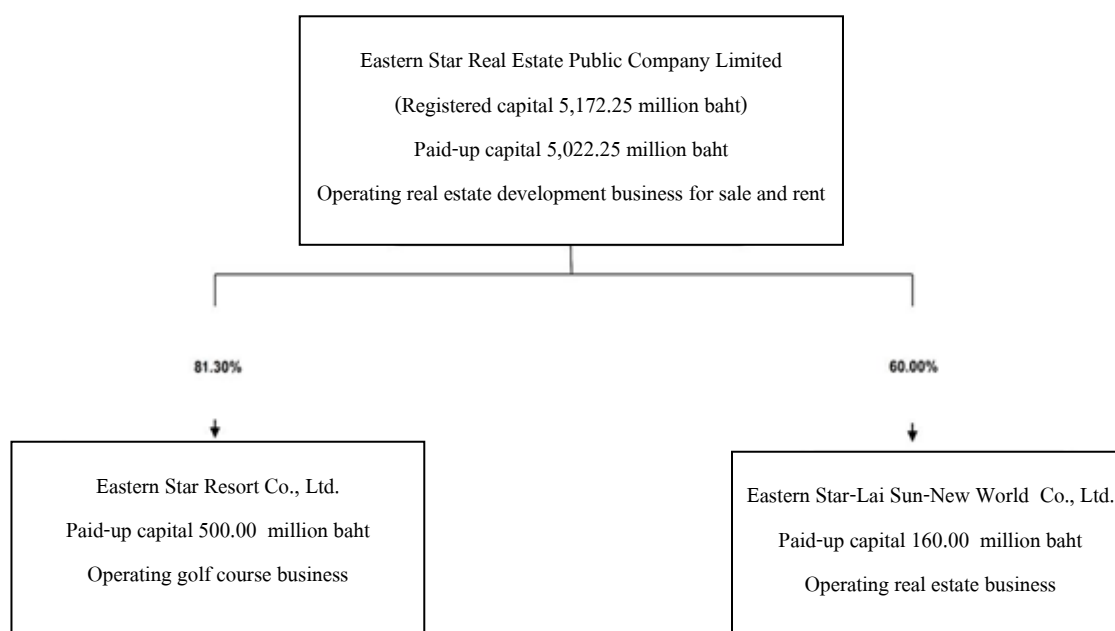 Eastern Star Real Estate Public Company Limited
(Registered capital 5,172.25 million baht)
Paid-up capital 5,022.25 million baht
Operating real estate development business for sale and rent
81.30%
60.00%
Eastern Star Resort Co., Ltd.
Paid-up capital 500.00 million baht
Operating golf course business
Eastern Star-Lai Sun-New World Co., Ltd.
Paid-up capital 160.00 million baht
Operating real estate business